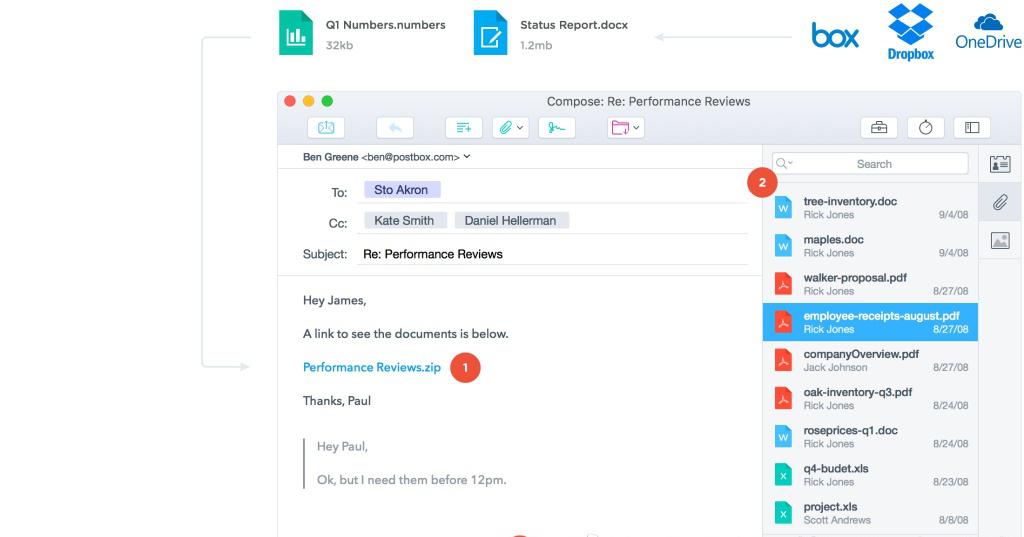 Q1 Numbers.numbers
32kb
Status Report.docx
1.2mb
box
Dropbox
OneDrive
Compose: Re: Performance Reviews
Ben Greene <ben@postbox.com>
To: Sto Akron
Cc: Kate Smith Daniel Hellerman
Subject: Re: Performance Reviews
Hey James,
A link to see the documents is below.
Performance Reviews.zip 1
Thanks, Paul
Hey Paul,
Ok, but I need them before 12pm.
Search
2
W
tree-inventory.doc
Rick Jones 9/4/08
W
maples.doc
Rick Jones 9/4/08
walker-proposal.pdf
Rick Jones 8/27/08
employee-receipts-august.pdf
Rick Jones 8/27/08
companyOverview.pdf
Jack Johnson 8/27/08
oak-inventory-q3.pdf
Rick Jones 8/24/08
W
roseprices-q1.doc
Rick Jones 8/24/08
X
q4-budet.xls
Rick Jones 8/23/08
X
project.xls
Scott Andrews 8/8/08